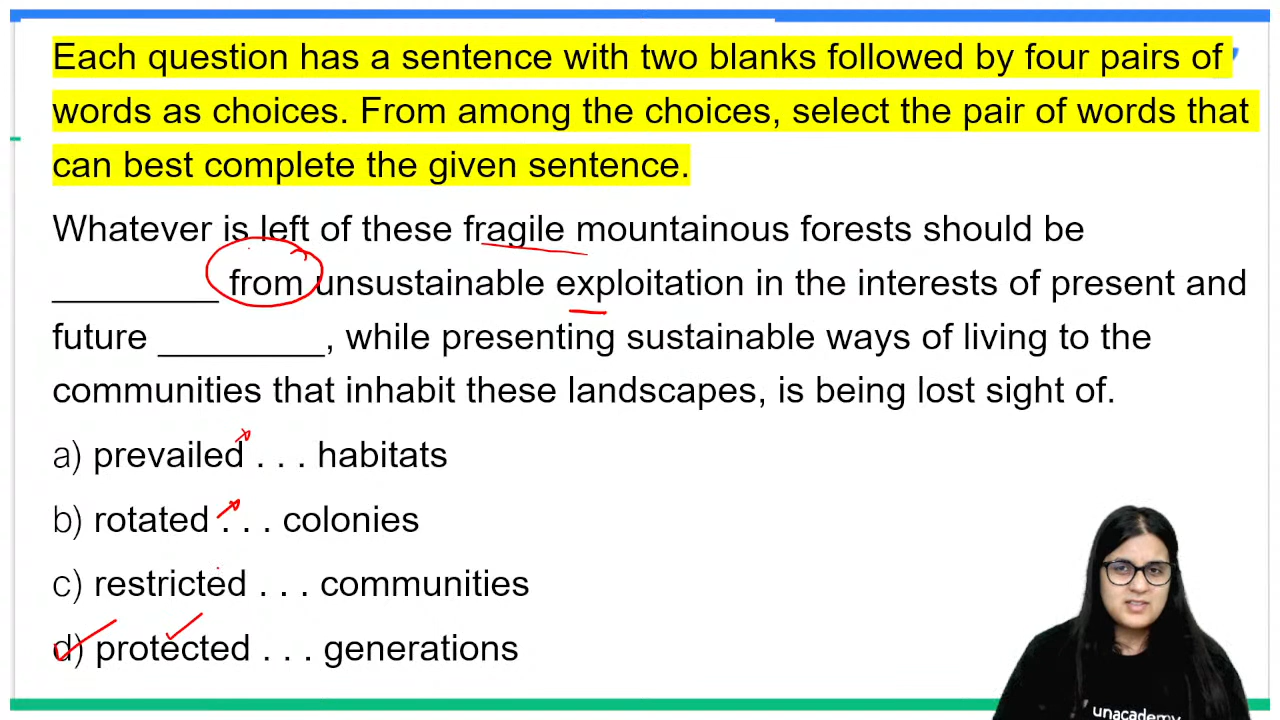 Each question has a sentence with two blanks followed by four pairs of
words as choices. From among the choices, select the pair of words that
can best complete the given sentence.
Whatever is left of these fragile mountainous forests should be
________ from unsustainable exploitation in the interests of present and
future ________, while presenting sustainable ways of living to the
communities that inhabit these landscapes, is being lost sight of.
a) prevailed . . . habitats
b) rotated . . . colonies
c) restricted . . . communities
d) protected . . . generations
unacademy